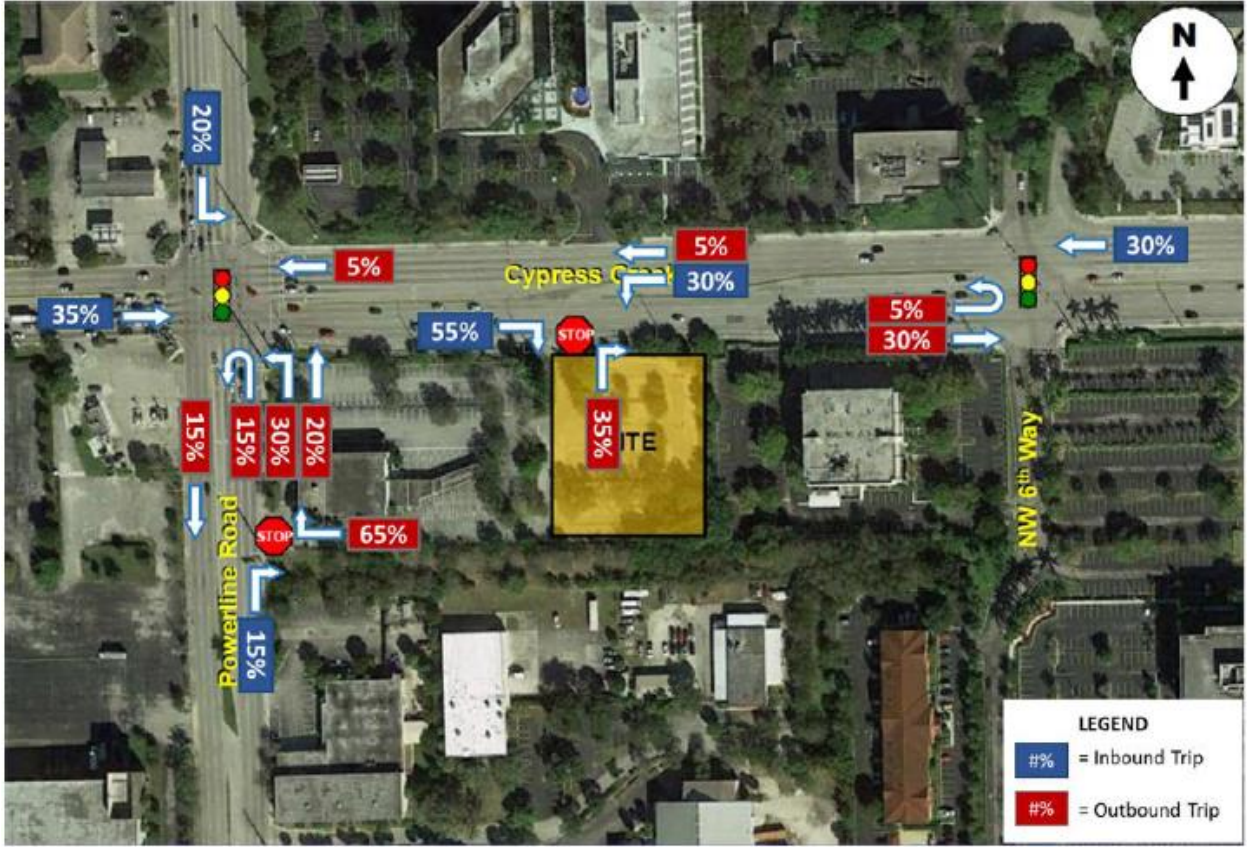 N
20%
5%
30%
5%
Cypress Creek
30%
35%
55%
STOP
5%
30%
15%
15%
30%
20%
35%
ITE
NW 6th Way
65%
STOP
Powerline Road
15%
LEGEND
#% = Inbound Trip
#% = Outbound Trip